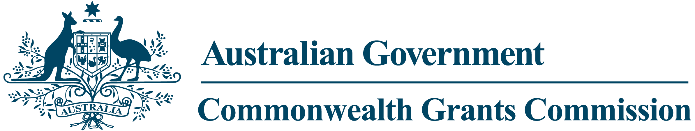 Australian Government
Commonwealth Grants Commission
AUSTRALIA